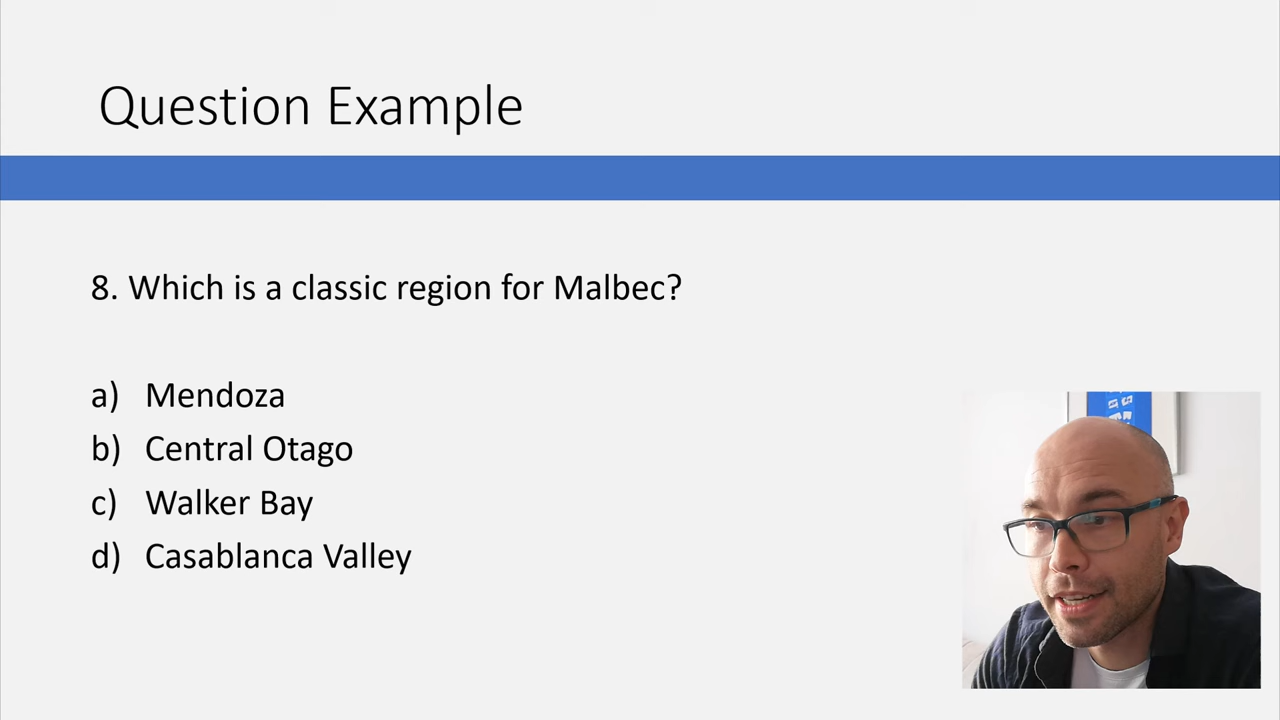 Question Example
8. Which is a classic region for Malbec?
a) Mendoza
b) Central Otago
c) Walker Bay
d) Casablanca Valley